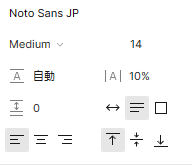 Noto Sans JP
Medium 14
自動 10%
0